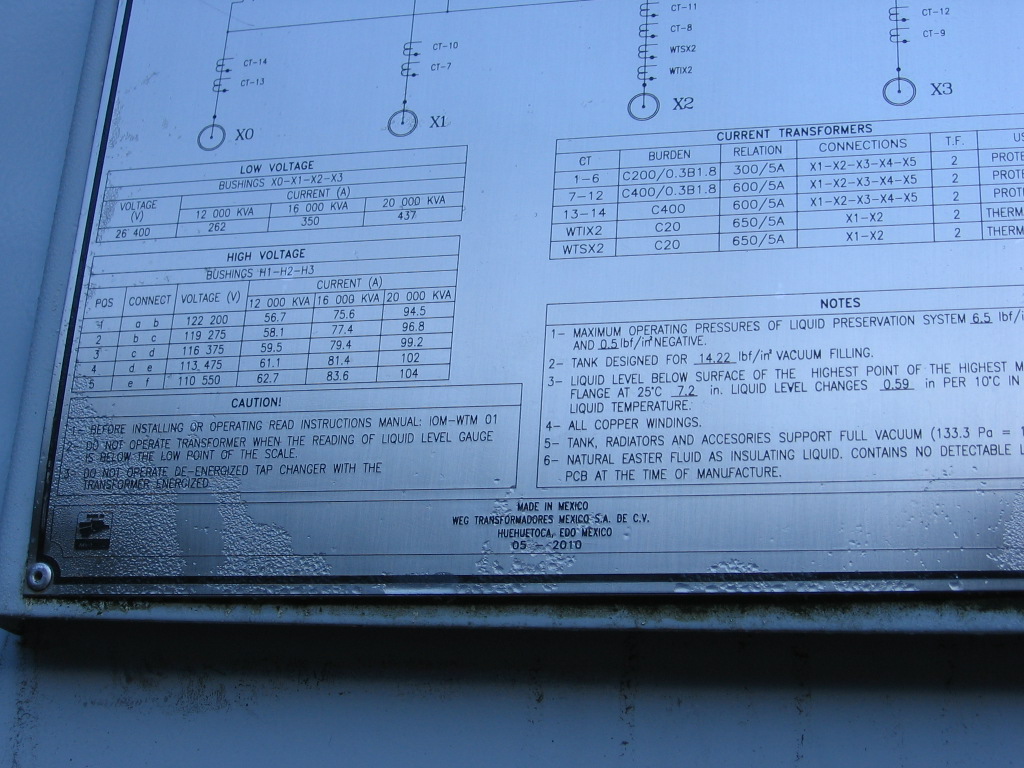 CT-14
CT-13
X0
CT-10
CT-7
X1
CT-11
CT-8
WTSX2
WTIX2
X2
CT-12
CT-9
X3
LOW VOLTAGE
BUSHINGS X0-X1-X2-X3
VOLTAGE (V) CURRENT (A)
12 000 KVA 16 000 KVA 20 000 KVA
26 400 262 350 437
HIGH VOLTAGE
BUSHINGS H1-H2-H3
POS CONNECT VOLTAGE (V) CURRENT (A)
12 000 KVA 16 000 KVA 20 000 KVA
1 a b 122 200 56.7 75.6 94.5
2 b c 119 275 58.1 77.4 96.8
3 c d 116 375 59.5 79.4 99.2
4 d e 113 475 61.1 81.4 102
5 e f 110 550 62.7 83.6 104
CAUTION!
1- BEFORE INSTALLING OR OPERATING READ INSTRUCTIONS MANUAL: IOM-WTM 01
2- DO NOT OPERATE TRANSFORMER WHEN THE READING OF LIQUID LEVEL GAUGE
IS BELOW THE LOW POINT OF THE SCALE.
3- DO NOT OPERATE DE-ENERGIZED TAP CHANGER WITH THE
TRANSFORMER ENERGIZED
CURRENT TRANSFORMERS
CT BURDEN RELATION CONNECTIONS T.F.
1-6 C200/0.3B1.8 300/5A X1-X2-X3-X4-X5 2
7-12 C400/0.3B1.8 600/5A X1-X2-X3-X4-X5 2
13-14 C400 600/5A X1-X2-X3-X4-X5 2
WTIX2 C20 650/5A X1-X2 2
WTSX2 C20 650/5A X1-X2 2
NOTES
1- MAXIMUM OPERATING PRESSURES OF LIQUID PRESERVATION SYSTEM 6.5 lbf/i
AND 0.5 lbf/in² NEGATIVE.
2- TANK DESIGNED FOR 14.22 lbf/in² VACUUM FILLING.
3- LIQUID LEVEL BELOW SURFACE OF THE HIGHEST POINT OF THE HIGHEST M
FLANGE AT 25°C 7.2 in. LIQUID LEVEL CHANGES 0.59 in PER 10°C IN
LIQUID TEMPERATURE.
4- ALL COPPER WINDINGS.
5- TANK, RADIATORS AND ACCESORIES SUPPORT FULL VACUUM (133.3 Pa =
6- NATURAL EASTER FLUID AS INSULATING LIQUID. CONTAINS NO DETECTABLE L
PCB AT THE TIME OF MANUFACTURE.
MADE IN MEXICO
WEG TRANSFORMADORES MEXICO S.A. DE C.V.
HUEHUETOCA, EDO MEXICO
05 - 2010